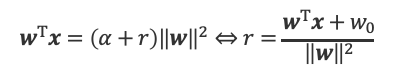 𝒘ᵀ𝒙 = (α + r)||𝒘||² ⇔ r = (𝒘ᵀ𝒙 + w₀) / ||𝒘||²